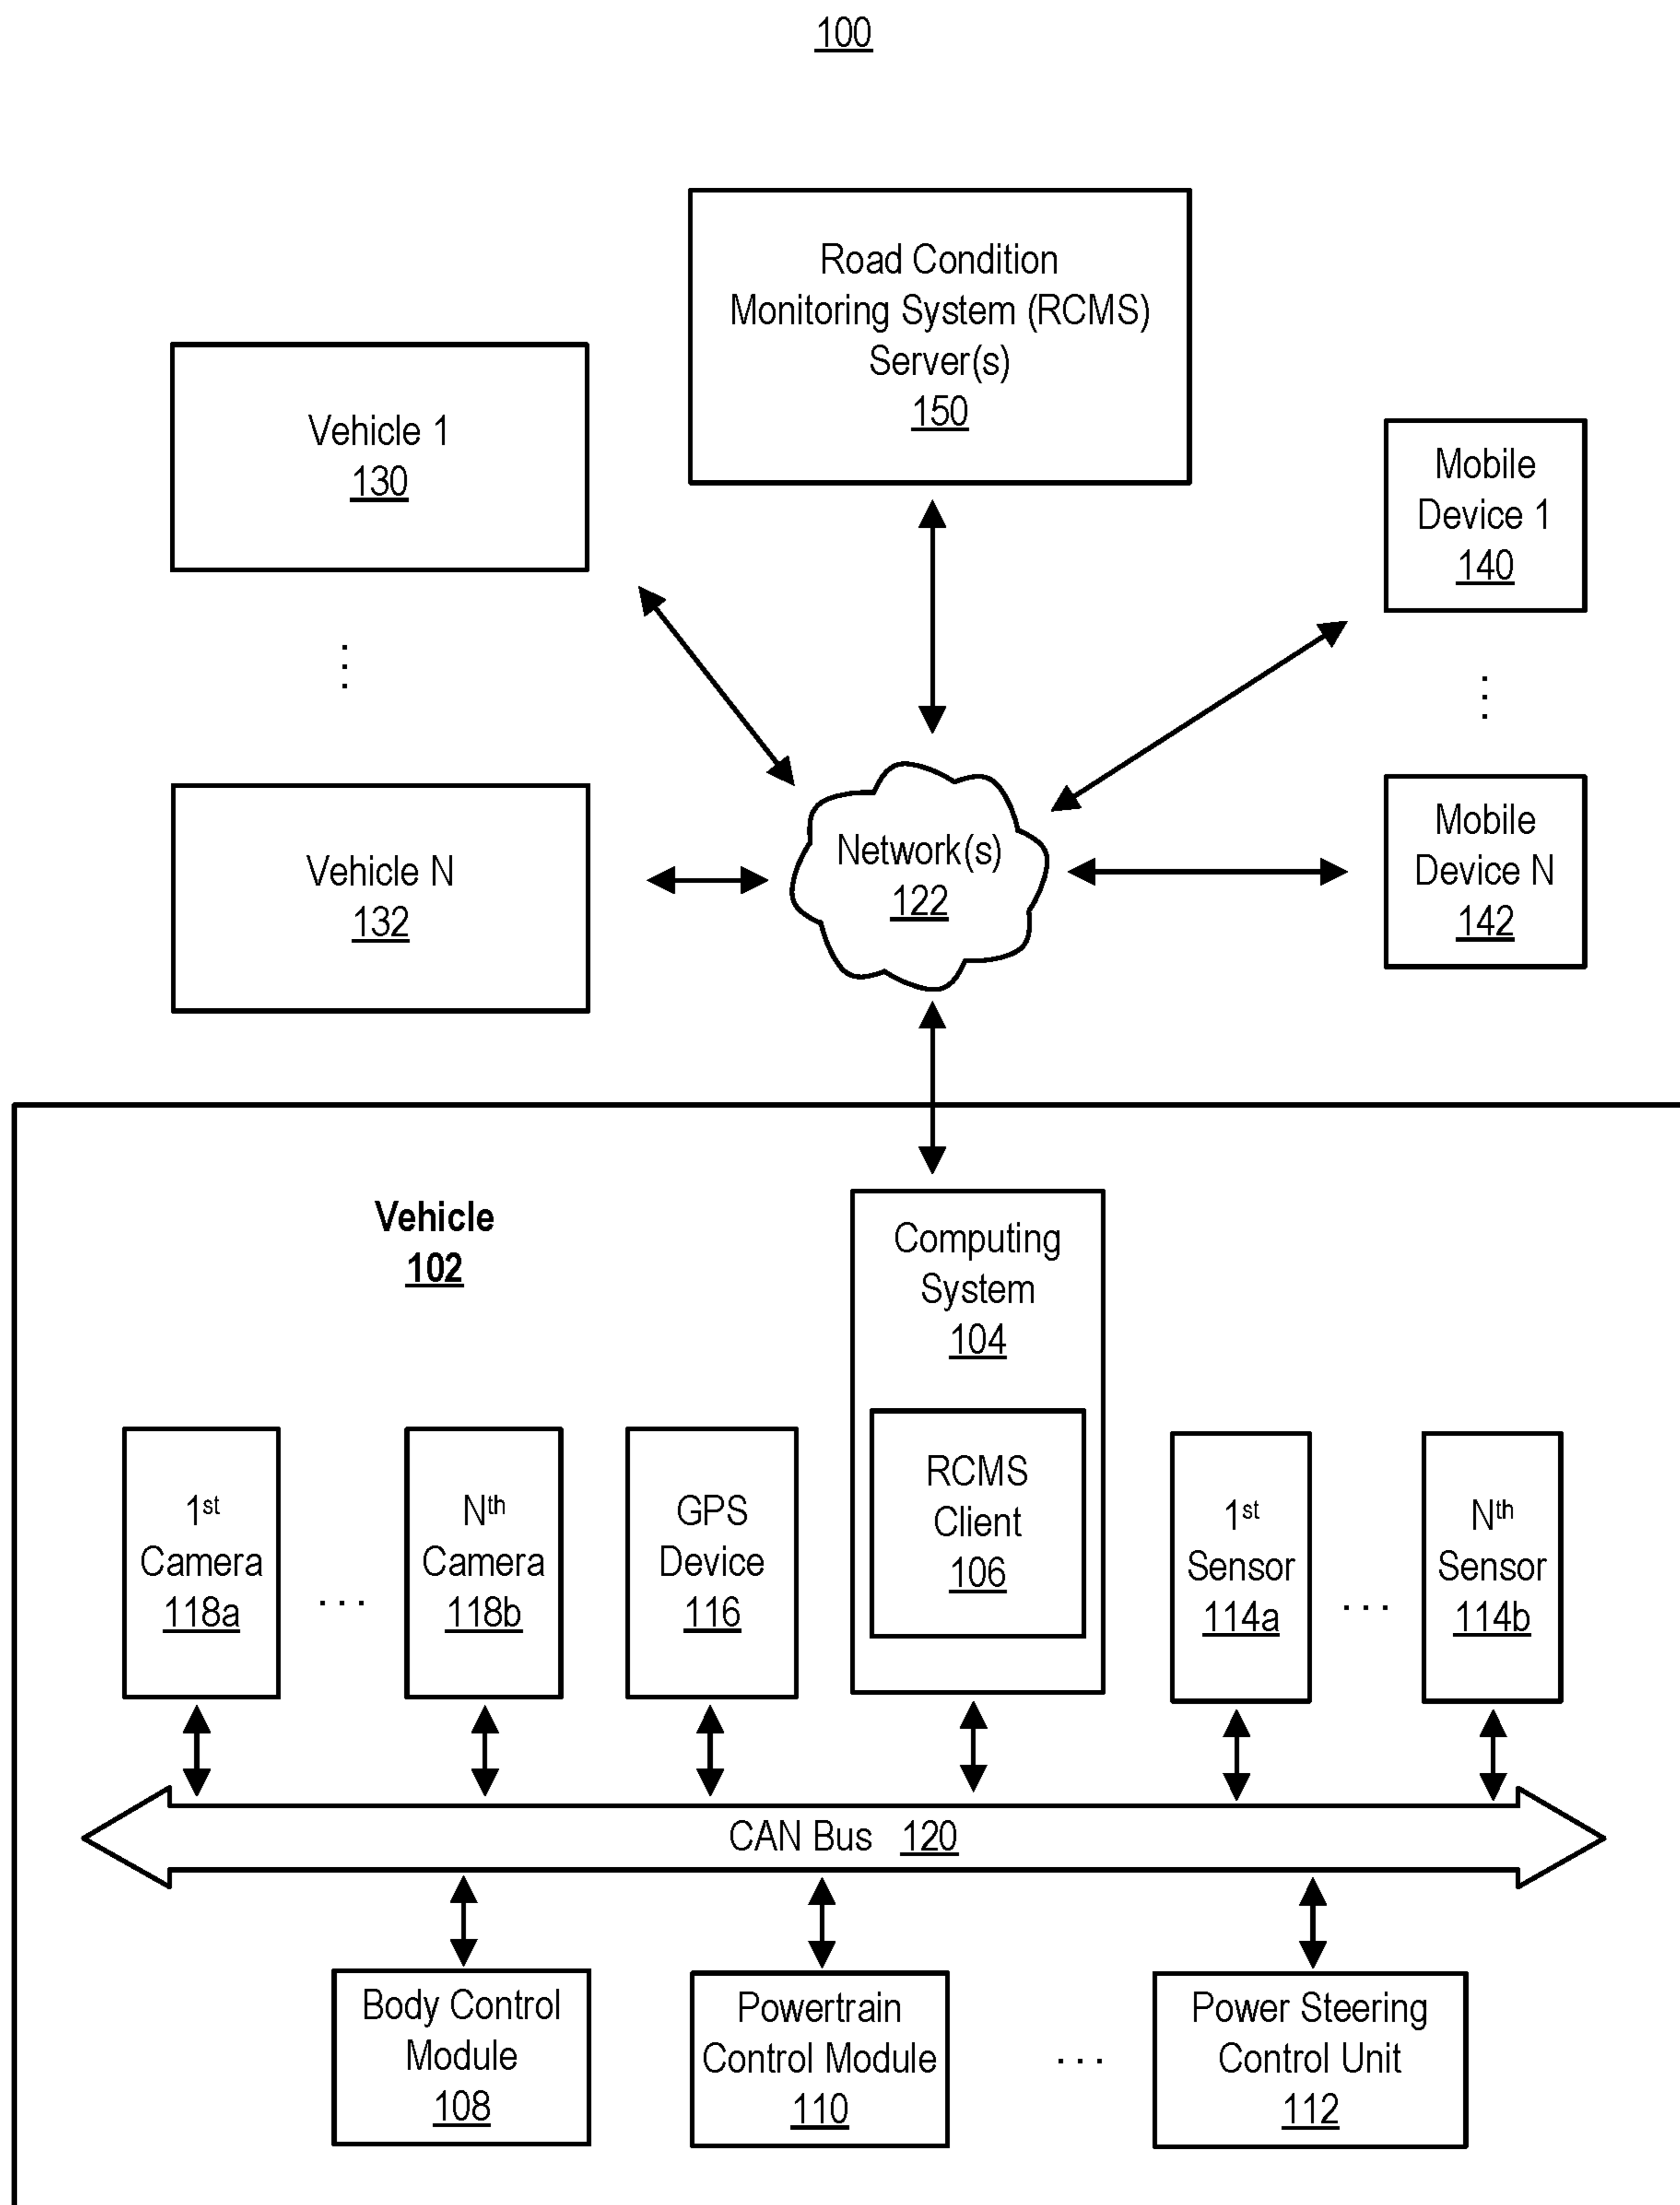 100
Road Condition
Monitoring System (RCMS)
Server(s)
150
Vehicle 1
130
Mobile
Device 1
140
Vehicle N
132
Network(s)
122
Mobile
Device N
142
Vehicle
102
Computing
System
104
RCMS
Client
106
1st
Camera
118a
...
Nth
Camera
118b
GPS
Device
116
1st
Sensor
114a
...
Nth
Sensor
114b
CAN Bus 120
Body Control
Module
108
Powertrain
Control Module
110
...
Power Steering
Control Unit
112